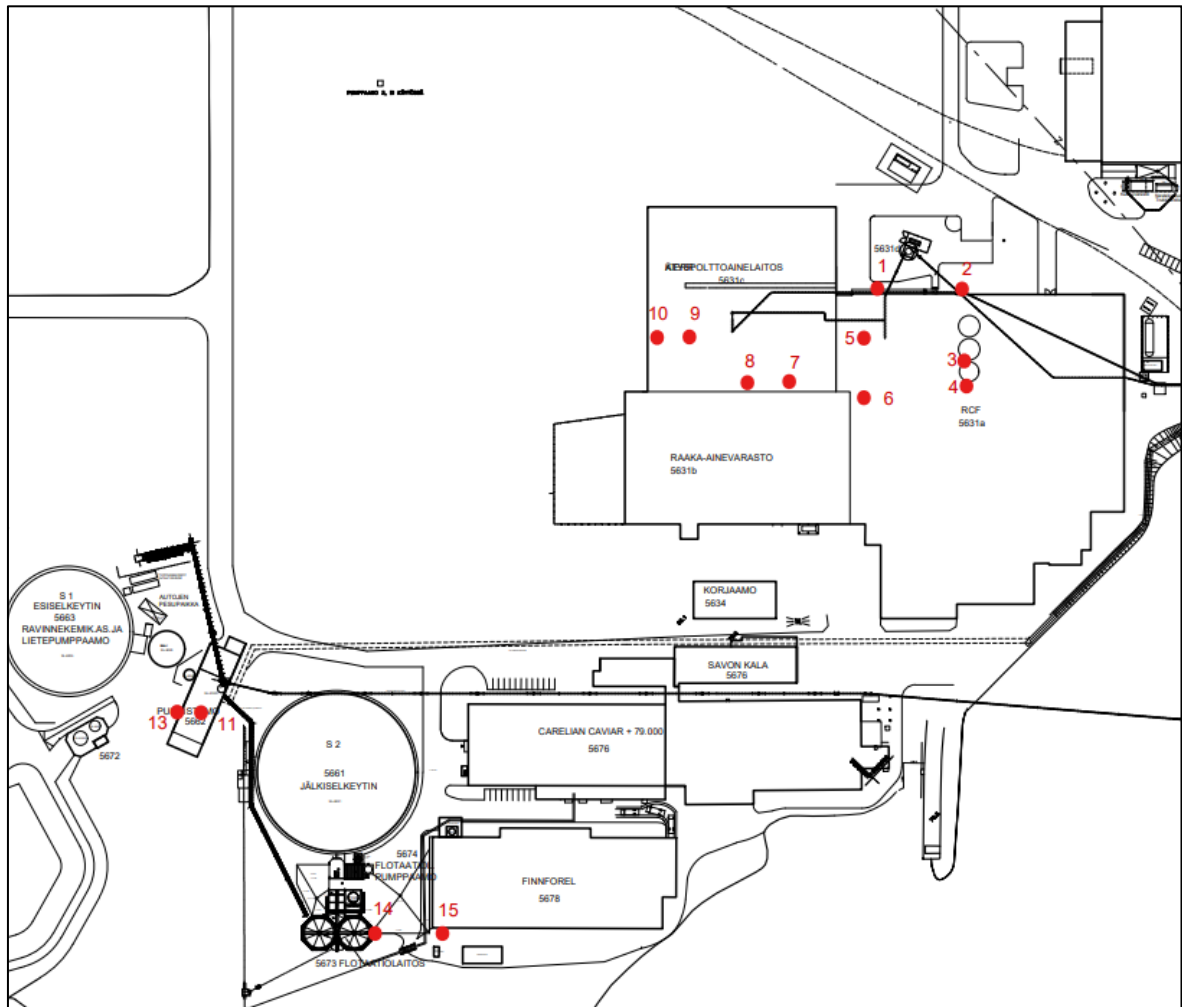 5631d
1
2
5631c
10
9
5
3
8
7
4
6
RCF
5631a
RAAKA-AINEVARASTO
5631b
KORJAAMO
5634
S 1
ESISELKEYTIN
5663
RAVINNEKEMIK.AS.JA
LIETEPUMPPAAMO
AUTOJEN
PESUPAIKKA
SAVON KALA
5676
13
11
5662
5672
CARELIAN CAVIAR + 79.000
5676
S 2
5661
JÄLKISELKEYTIN
5674
FLOTAATIOL.
PUMPPAAMO
FINNFOREL
5678
14
15
5673 FLOTAATIOLAITOS